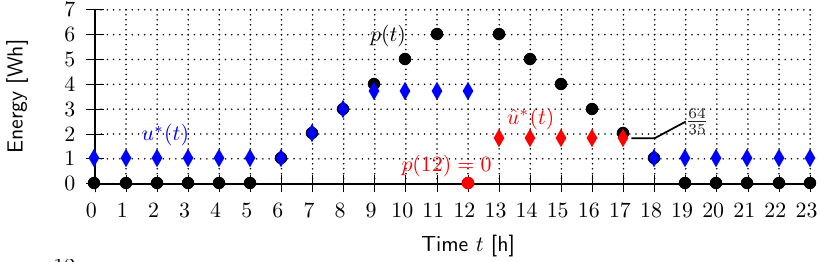 7
6
5
4
3
2
1
0
Energy [Wh]
p(t)
u*(t)
û*(t)
64/35
p(12) = 0
0 1 2 3 4 5 6 7 8 9 10 11 12 13 14 15 16 17 18 19 20 21 22 23
Time t [h]